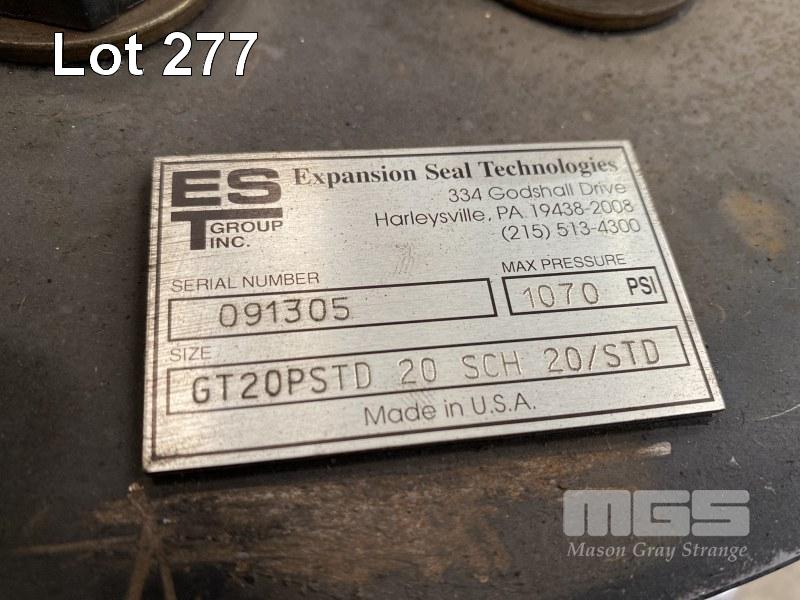 Lot 277
EST GROUP INC.
Expansion Seal Technologies
334 Godshall Drive
Harleysville, PA 19438-2008
(215) 513-4300
SERIAL NUMBER
091305
MAX PRESSURE
1070 PSI
SIZE
GT20PSTD 20 SCH 20/STD
Made in U.S.A.
MGS
Mason Gray Strange